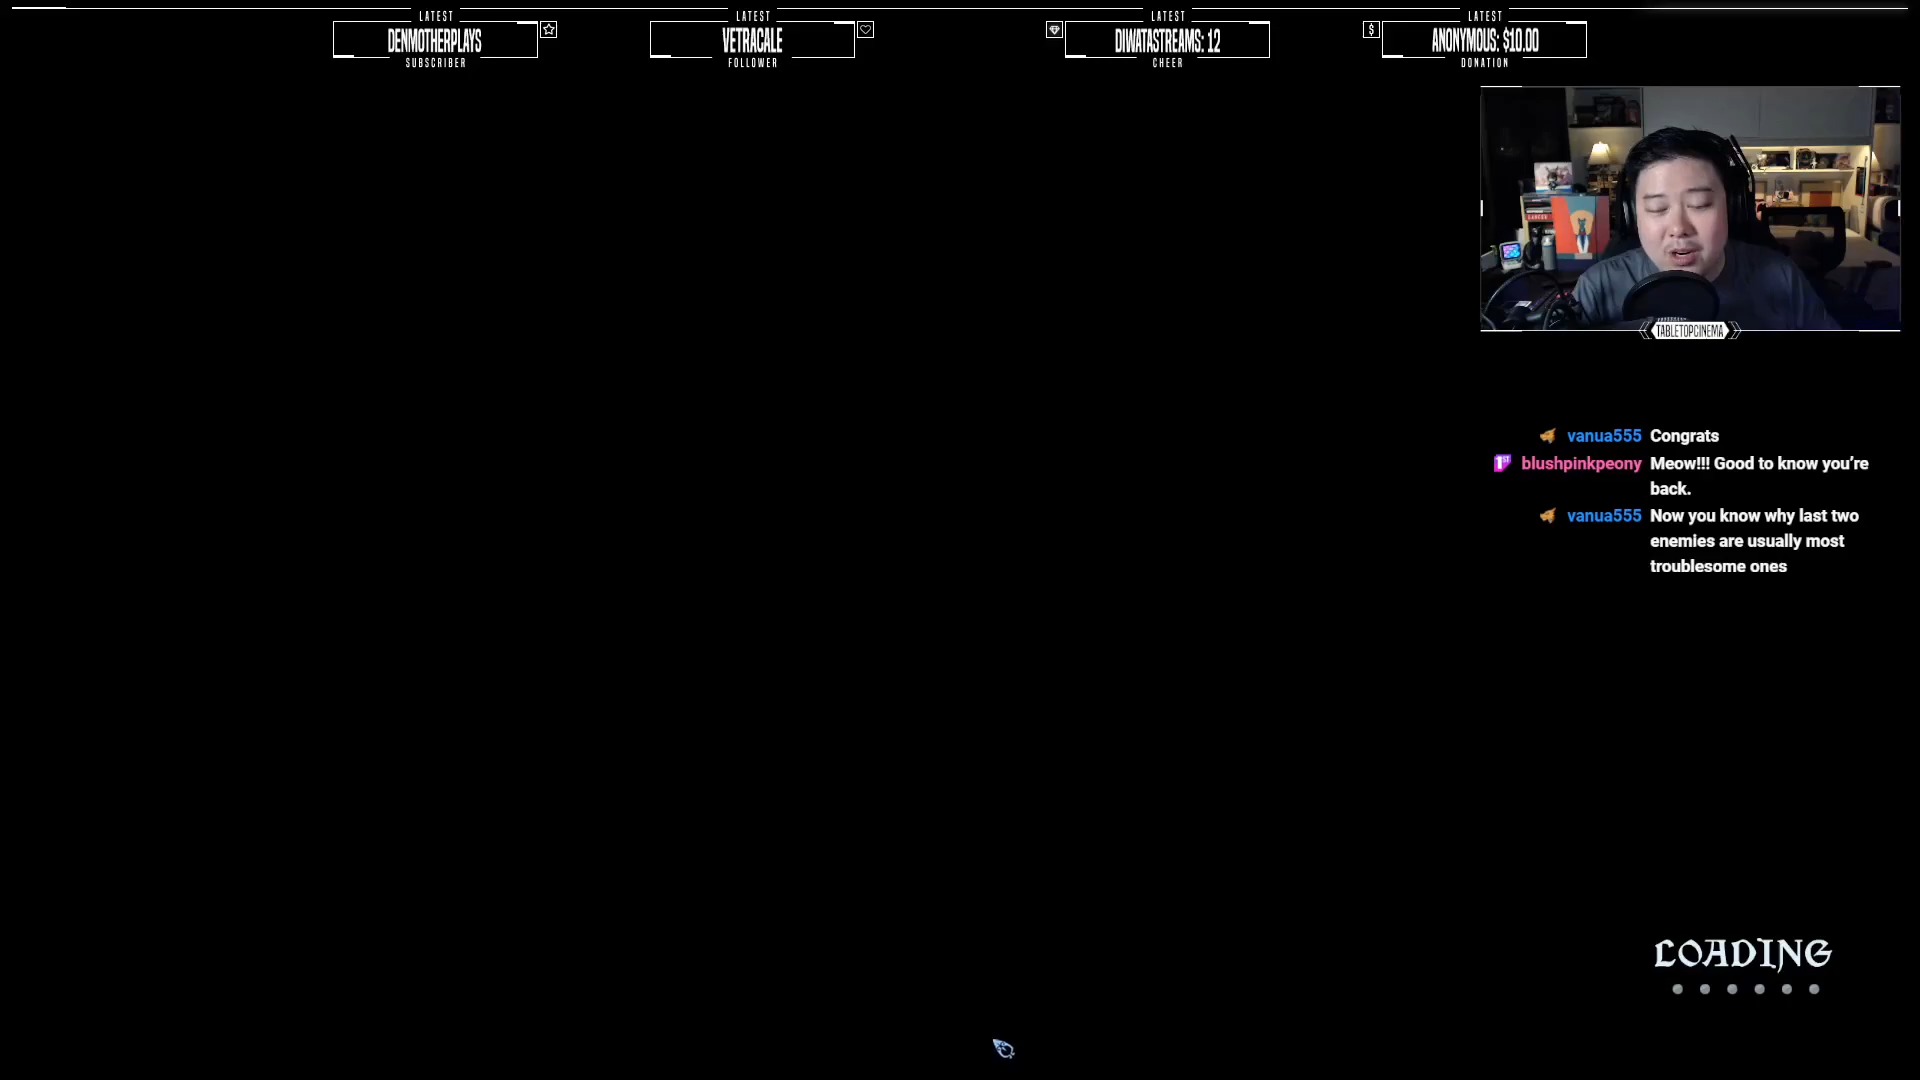 LATEST
DENMOTHERPLAYS
SUBSCRIBER
LATEST
VETRAGALE
FOLLOWER
LATEST
DIWATASTREAMS: 12
CHEER
LATEST
$
ANONYMOUS: $10.00
DONATION
TABLETOPCINEMA
vanua555 Congrats
1ST blushpinkpeony Meow!!! Good to know you’re
back.
vanua555 Now you know why last two
enemies are usually most
troublesome ones
LOADING